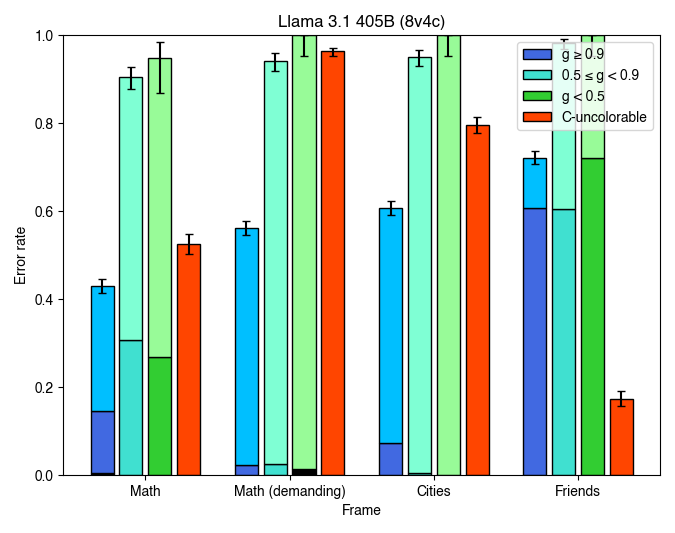 Llama 3.1 405B (8v4c)
Error rate
1.0
0.8
0.6
0.4
0.2
0.0
g ≥ 0.9
0.5 ≤ g < 0.9
g < 0.5
C-uncolorable
Math
Math (demanding)
Cities
Friends
Frame